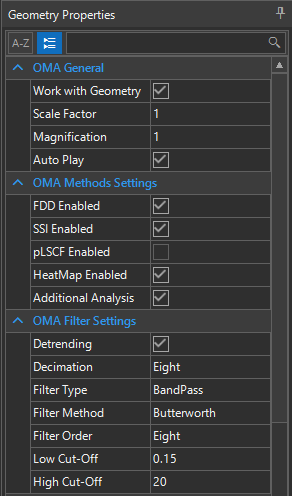 Geometry Properties
A-Z
OMA General
Work with Geometry
Scale Factor 1
Magnification 1
Auto Play
OMA Methods Settings
FDD Enabled
SSI Enabled
pLSCF Enabled
HeatMap Enabled
Additional Analysis
OMA Filter Settings
Detrending
Decimation Eight
Filter Type BandPass
Filter Method Butterworth
Filter Order Eight
Low Cut-Off 0.15
High Cut-Off 20